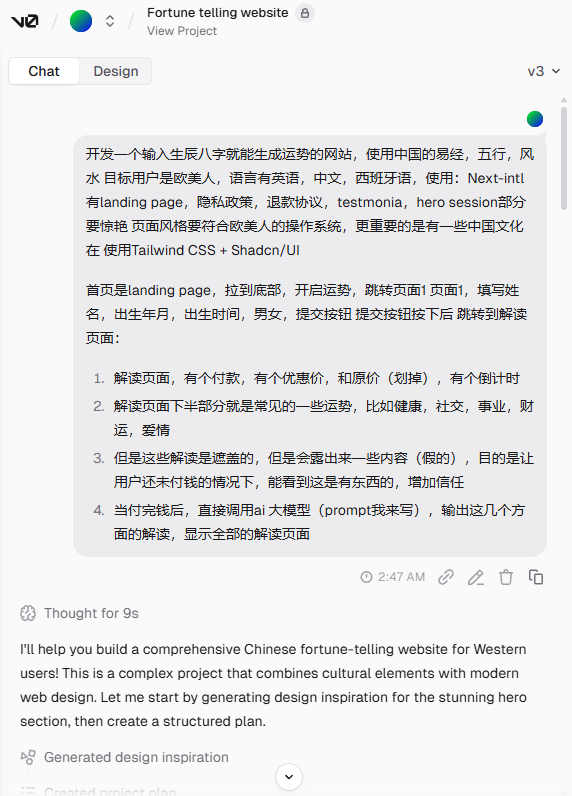 v0 / / Fortune telling website
View Project
Chat Design v3
开发一个输入生辰八字就能生成运势的网站，使用中国的易经，五行，风
水 目标用户是欧美人，语言有英语，中文，西班牙语，使用：Next-intl
有landing page，隐私政策，退款协议，testmonia，hero session部分
要惊艳 页面风格要符合欧美人的操作系统，更重要的是有一些中国文化
在 使用Tailwind CSS + Shadcn/UI
首页是landing page，拉到底部，开启运势，跳转页面1 页面1，填写姓
名，出生年月，出生时间，男女，提交按钮 提交按钮按下后 跳转到解读
页面：
1. 解读页面，有个付款，有个优惠价，和原价（划掉），有个倒计时
2. 解读页面下半部分就是常见的一些运势，比如健康，社交，事业，财
运，爱情
3. 但是这些解读是遮盖的，但是会露出来一些内容（假的），目的是让
用户还未付钱的情况下，能看到这是有东西的，增加信任
4. 当付完钱后，直接调用ai 大模型（prompt我来写），输出这几个方
面的解读，显示全部的解读页面
2:47 AM
Thought for 9s
I'll help you build a comprehensive Chinese fortune-telling website for Western
users! This is a complex project that combines cultural elements with modern
web design. Let me start by generating design inspiration for the stunning hero
section, then create a structured plan.
Generated design inspiration
Created project plan